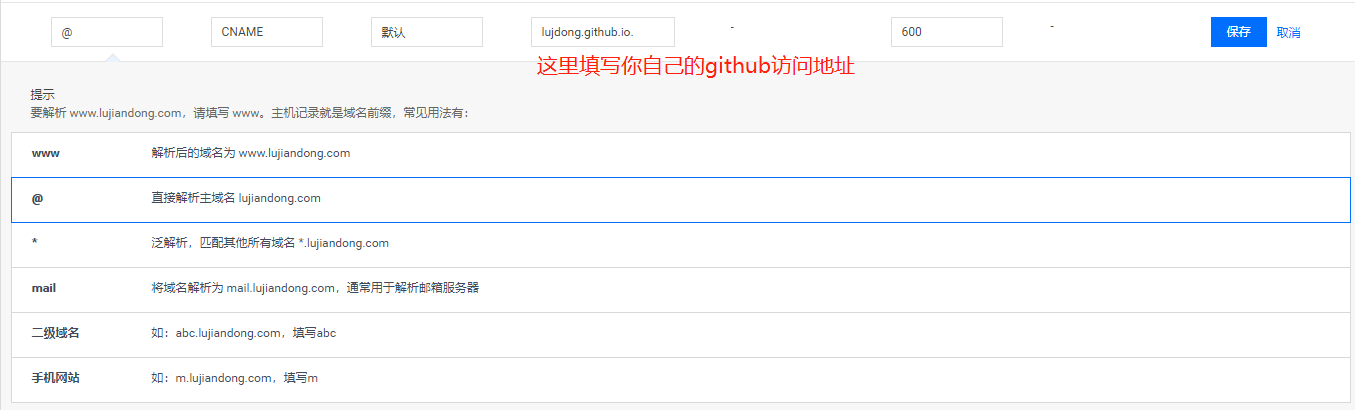 @ CNAME 默认 lujdong.github.io. - 600 - 保存 取消
这里填写你自己的github访问地址
提示
要解析 www.lujiandong.com，请填写 www。主机记录就是域名前缀，常见用法有：
www 解析后的域名为 www.lujiandong.com
@ 直接解析主域名 lujiandong.com
* 泛解析，匹配其他所有域名 *.lujiandong.com
mail 将域名解析为 mail.lujiandong.com，通常用于解析邮箱服务器
二级域名 如：abc.lujiandong.com，填写abc
手机网站 如：m.lujiandong.com，填写m